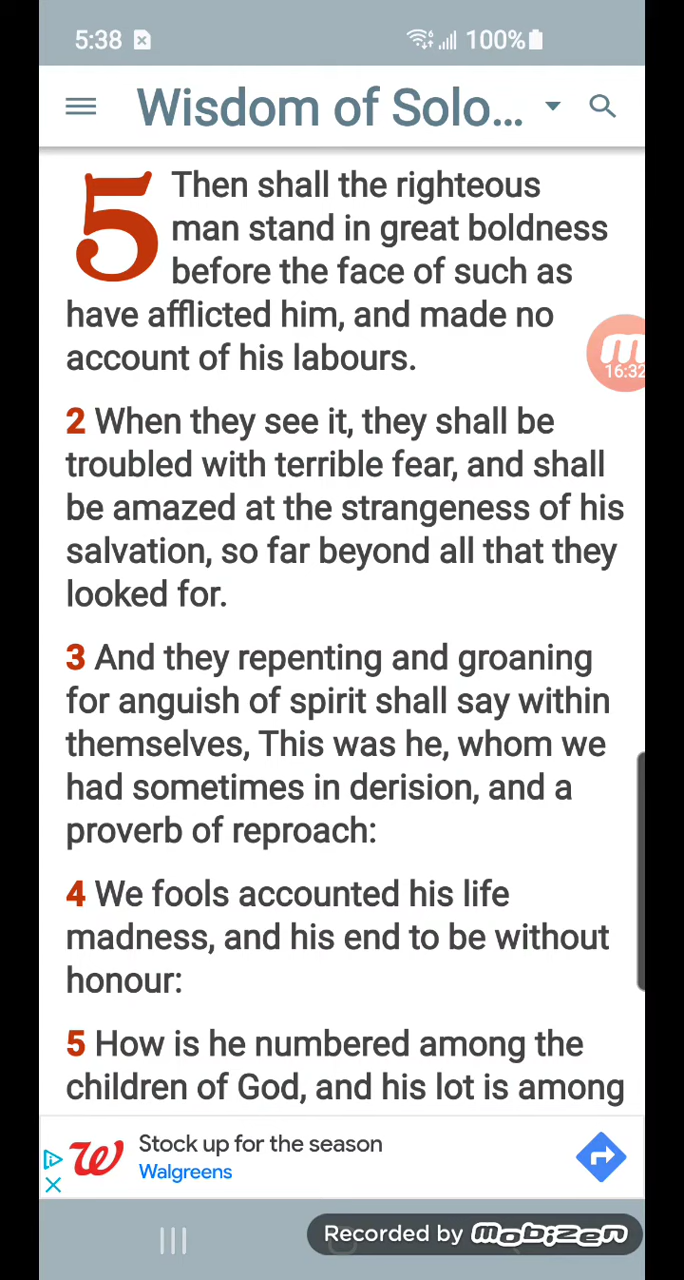 5:38
100%
Wisdom of Solo...
5 Then shall the righteous
man stand in great boldness
before the face of such as
have afflicted him, and made no
account of his labours.
16:32
2 When they see it, they shall be
troubled with terrible fear, and shall
be amazed at the strangeness of his
salvation, so far beyond all that they
looked for.
3 And they repenting and groaning
for anguish of spirit shall say within
themselves, This was he, whom we
had sometimes in derision, and a
proverb of reproach:
4 We fools accounted his life
madness, and his end to be without
honour:
5 How is he numbered among the
children of God, and his lot is among
Stock up for the season
Walgreens
Recorded by mobizen